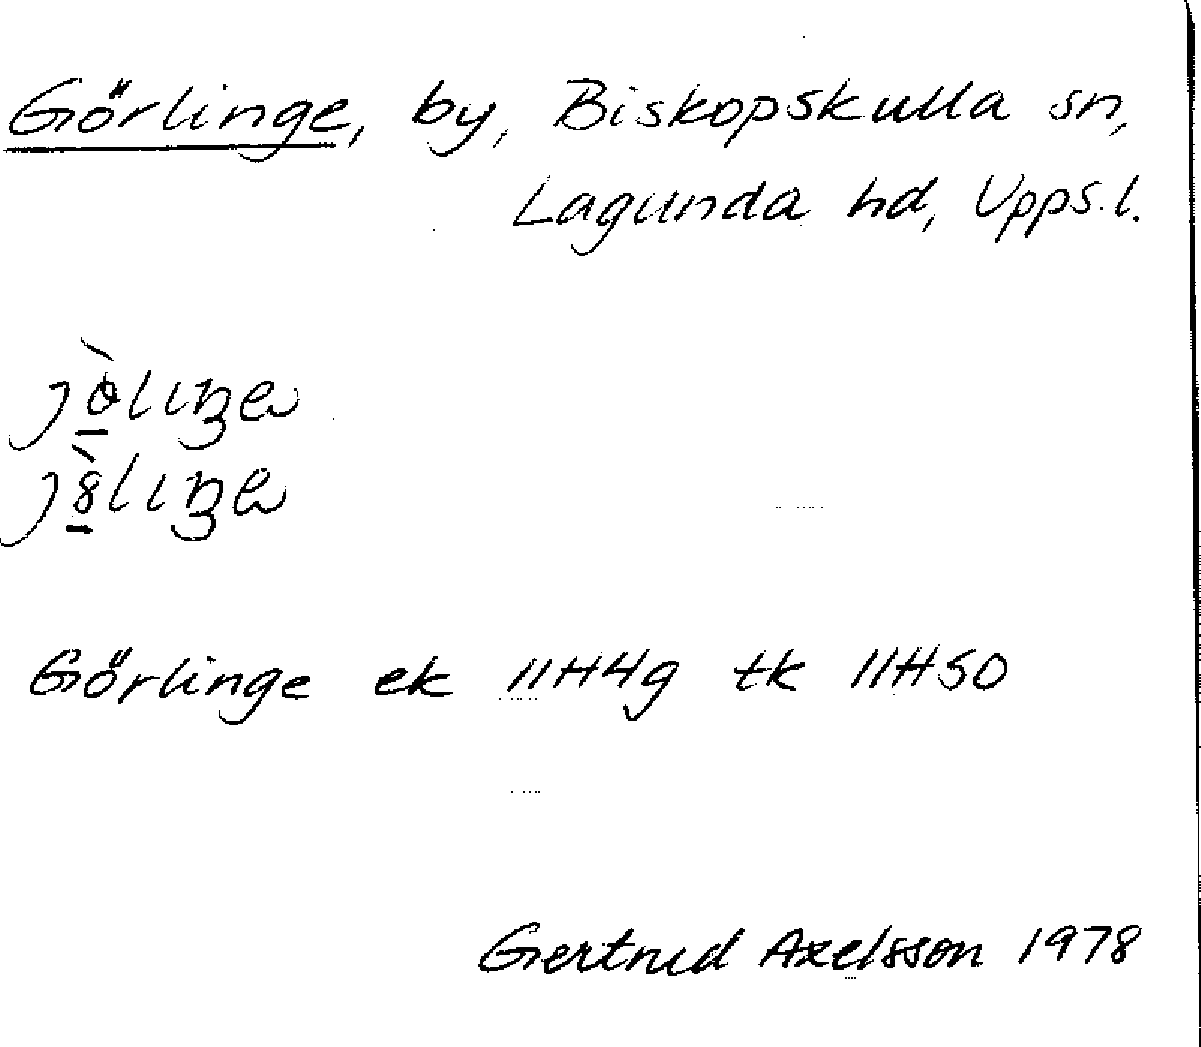 Görlinge, by, Biskopskulla sn,
Lagunda hd, Upps.l.
Görlinge ek 11H4g tk 11H50
Gertrud Axelsson 1978